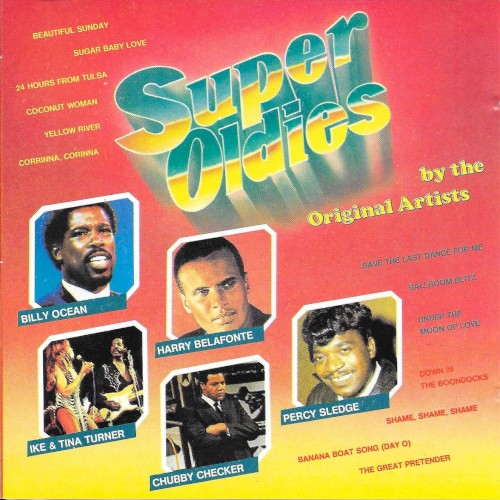 BEAUTIFUL SUNDAY
SUGAR BABY LOVE
24 HOURS FROM TULSA
COCONUT WOMAN
YELLOW RIVER
CORRINNA, CORINNA
Super
Oldies
by the
Original Artists
BILLY OCEAN
HARRY BELAFONTE
IKE & TINA TURNER
CHUBBY CHECKER
PERCY SLEDGE
SAVE THE LAST DANCE FOR ME
BALLROOM BLITZ
UNDER THE
MOON OF LOVE
DOWN IN
THE BOONDOCKS
SHAME, SHAME, SHAME
BANANA BOAT SONG (DAY O)
THE GREAT PRETENDER